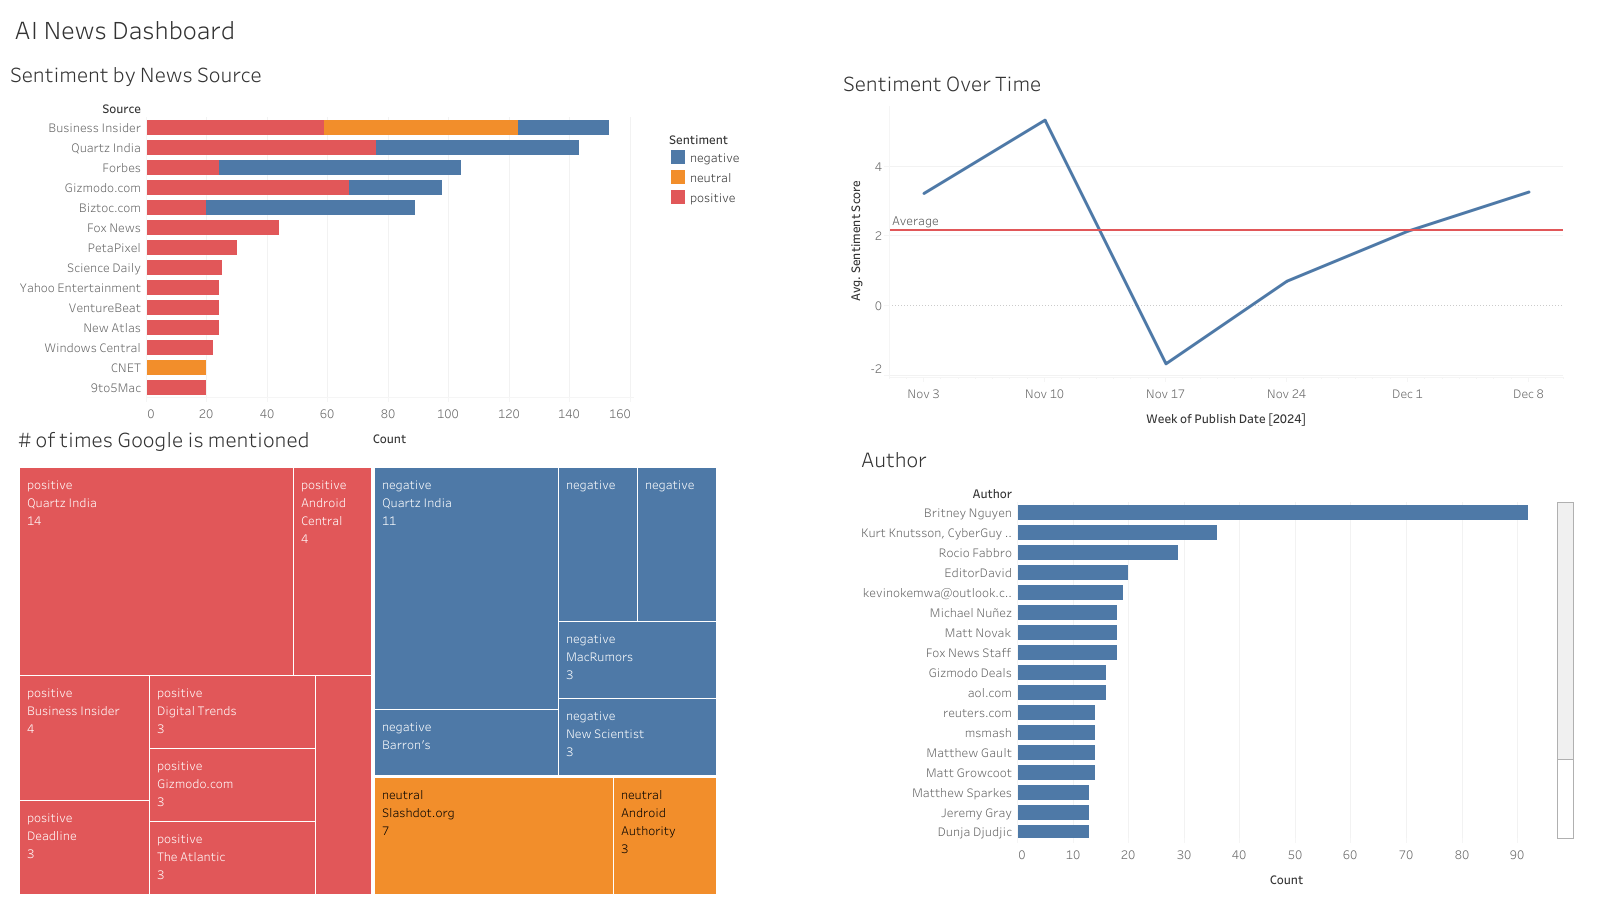 AI News Dashboard
Sentiment by News Source
Source
Business Insider
Quartz India
Forbes
Gizmodo.com
Biztoc.com
Fox News
PetaPixel
Science Daily
Yahoo Entertainment
VentureBeat
New Atlas
Windows Central
CNET
9to5Mac
0 20 40 60 80 100 120 140 160
Count
Sentiment
negative
neutral
positive
Sentiment Over Time
Avg. Sentiment Score
4
2
0
-2
Average
Nov 3 Nov 10 Nov 17 Nov 24 Dec 1 Dec 8
Week of Publish Date [2024]
# of times Google is mentioned
positive
Quartz India
14
positive
Android
Central
4
positive
Business Insider
4
positive
Deadline
3
positive
Digital Trends
3
positive
Gizmodo.com
3
positive
The Atlantic
3
negative
Quartz India
11
negative
Barron's
negative
negative
negative
MacRumors
3
negative
New Scientist
3
neutral
Slashdot.org
7
neutral
Android
Authority
3
Author
Author
Britney Nguyen
Kurt Knutsson, CyberGuy ..
Rocio Fabbro
EditorDavid
kevinokemwa@outlook.c..
Michael Nuñez
Matt Novak
Fox News Staff
Gizmodo Deals
aol.com
reuters.com
msmash
Matthew Gault
Matt Growcoot
Matthew Sparkes
Jeremy Gray
Dunja Djudjic
0 10 20 30 40 50 60 70 80 90
Count